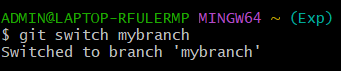 ADMIN@LAPTOP-RFULERMP MINGW64 ~ (Exp)
$ git switch mybranch
Switched to branch 'mybranch'